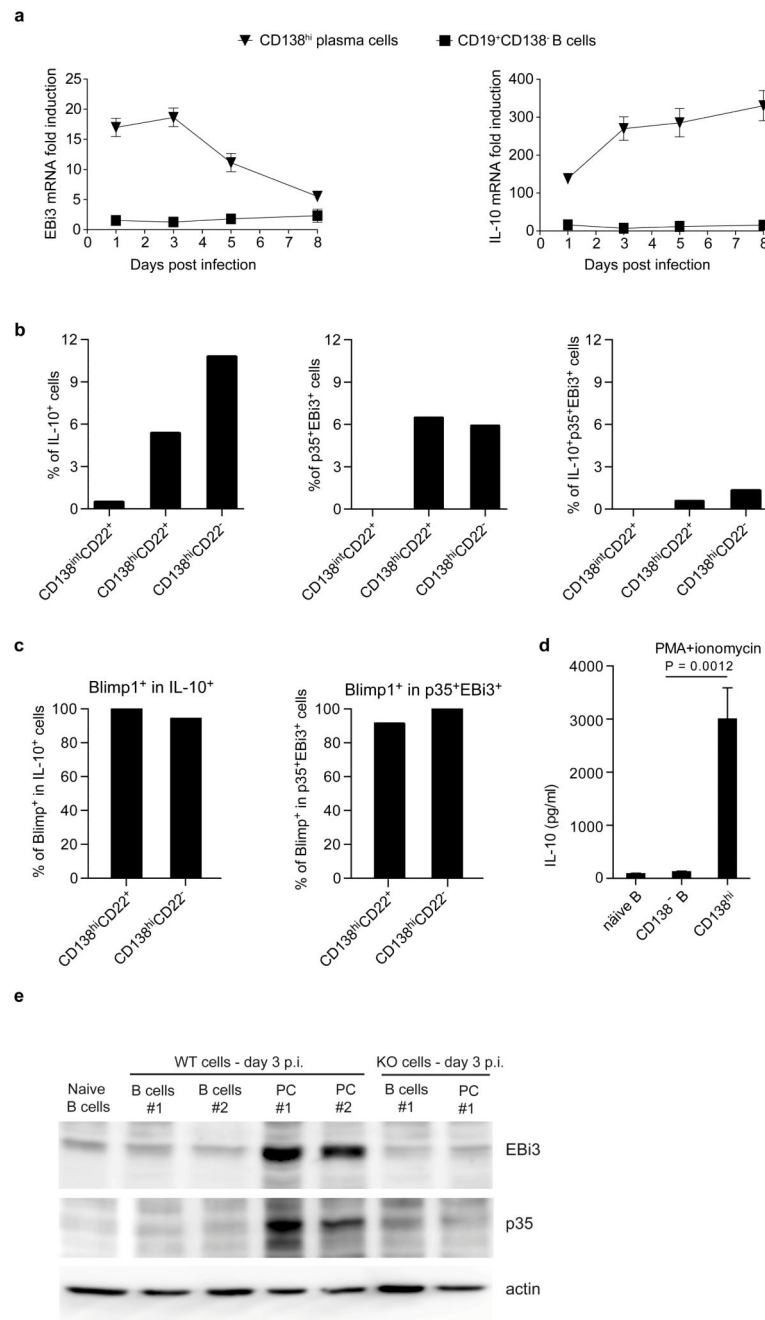 a
▼ CD138hi plasma cells ■ CD19+CD138- B cells
EBi3 mRNA fold induction
25
20
15
10
5
0
0 1 2 3 4 5 6 7 8
Days post infection
IL-10 mRNA fold induction
400
300
200
100
0
0 1 2 3 4 5 6 7 8
Days post infection
b
% of IL-10+ cells
12
9
6
3
0
CD138intCD22+
CD138hiCD22+
CD138hiCD22-
%of p35+EBi3+ cells
12
9
6
3
0
CD138intCD22+
CD138hiCD22+
CD138hiCD22-
% of IL-10+p35+EBi3+ cells
12
9
6
3
0
CD138intCD22+
CD138hiCD22+
CD138hiCD22-
c
Blimp1+ in IL-10+
% of Blimp+ in IL-10+ cells
100
80
60
40
20
0
CD138hiCD22+
CD138hiCD22-
Blimp1+ in p35+EBi3+
% of Blimp+ in p35+EBi3+ cells
100
80
60
40
20
0
CD138hiCD22+
CD138hiCD22-
d
PMA+ionomycin
P = 0.0012
IL-10 (pg/ml)
4000
3000
2000
1000
0
näive B
CD138- B
CD138hi
e
WT cells - day 3 p.i. KO cells - day 3 p.i.
Naive B cells B cells PC PC B cells PC
B cells #1 #2 #1 #2 #1 #1
EBi3
p35
actin